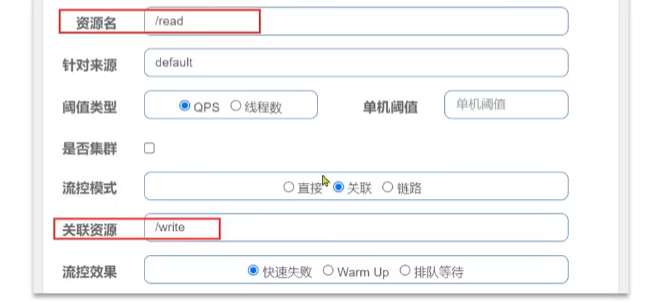 资源名 /read
针对来源 default
阈值类型 QPS 线程数 单机阈值 单机阈值
是否集群
流控模式 直接 关联 链路
关联资源 /write
流控效果 快速失败 Warm Up 排队等待